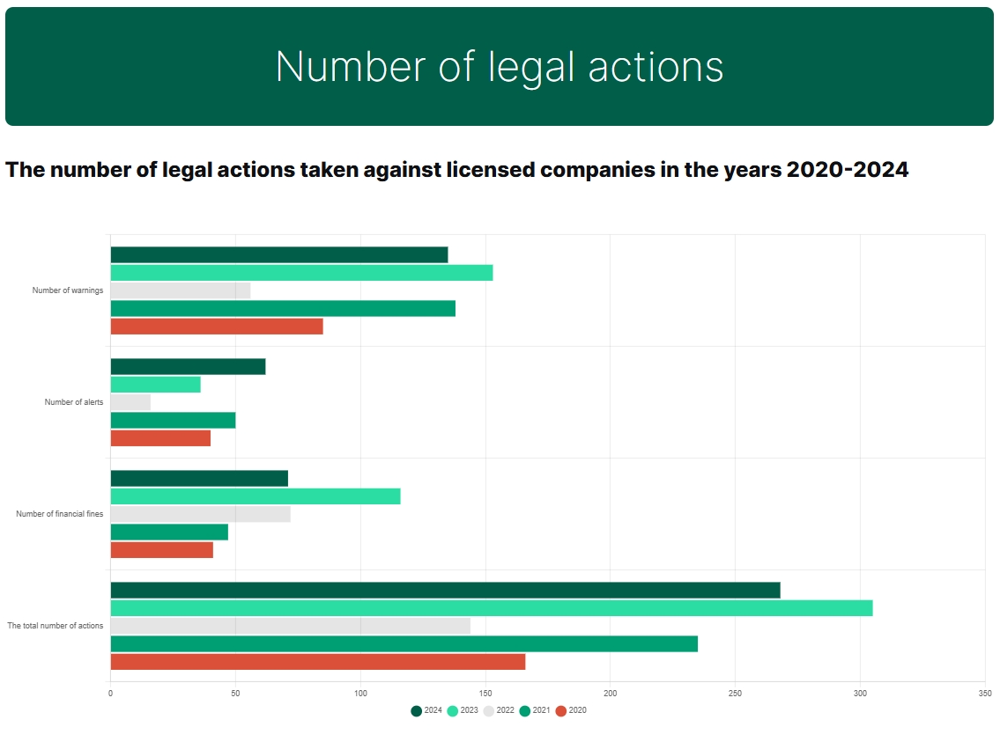 Number of legal actions
The number of legal actions taken against licensed companies in the years 2020-2024
Number of warnings
Number of alerts
Number of financial fines
The total number of actions
0 50 100 150 200 250 300 350
2024 2023 2022 2021 2020